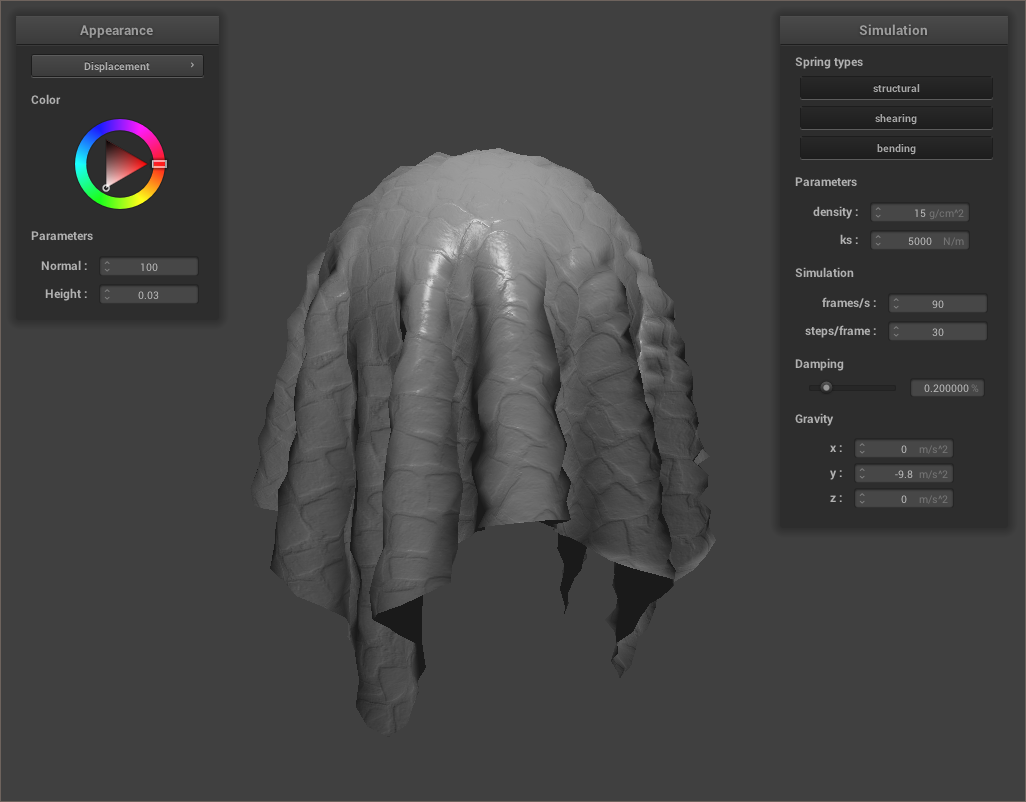 Appearance
Displacement ›
Color
Parameters
Normal : 100
Height : 0.03
Simulation
Spring types
structural
shearing
bending
Parameters
density : 15 g/cm^2
ks : 5000 N/m
Simulation
frames/s : 90
steps/frame : 30
Damping
0.200000 %
Gravity
x : 0 m/s^2
y : -9.8 m/s^2
z : 0 m/s^2